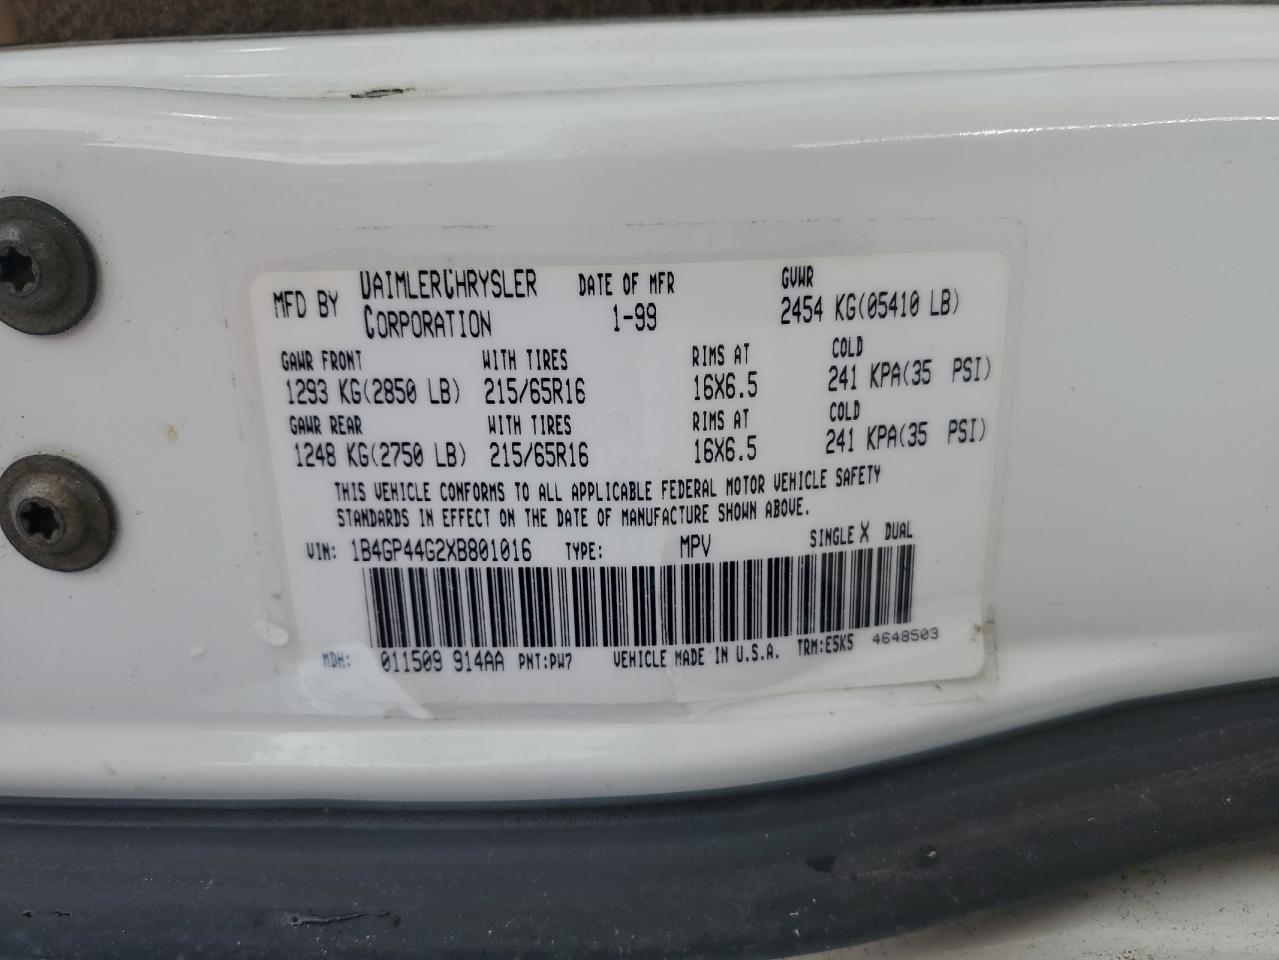 MFD BY DAIMLERCHRYSLER CORPORATION DATE OF MFR 1-99 GVWR 2454 KG(05410 LB)
GAWR FRONT WITH TIRES RIMS AT COLD
1293 KG(2850 LB) 215/65R16 16X6.5 241 KPA(35 PSI)
GAWR REAR WITH TIRES RIMS AT COLD
1248 KG(2750 LB) 215/65R16 16X6.5 241 KPA(35 PSI)
THIS VEHICLE CONFORMS TO ALL APPLICABLE FEDERAL MOTOR VEHICLE SAFETY
STANDARDS IN EFFECT ON THE DATE OF MANUFACTURE SHOWN ABOVE.
VIN: 1B4GP44G2XB801016 TYPE: MPV SINGLE X DUAL
MDH: 011509 914AA PNT:PW7 VEHICLE MADE IN U.S.A. TRM:E5K5 4648503